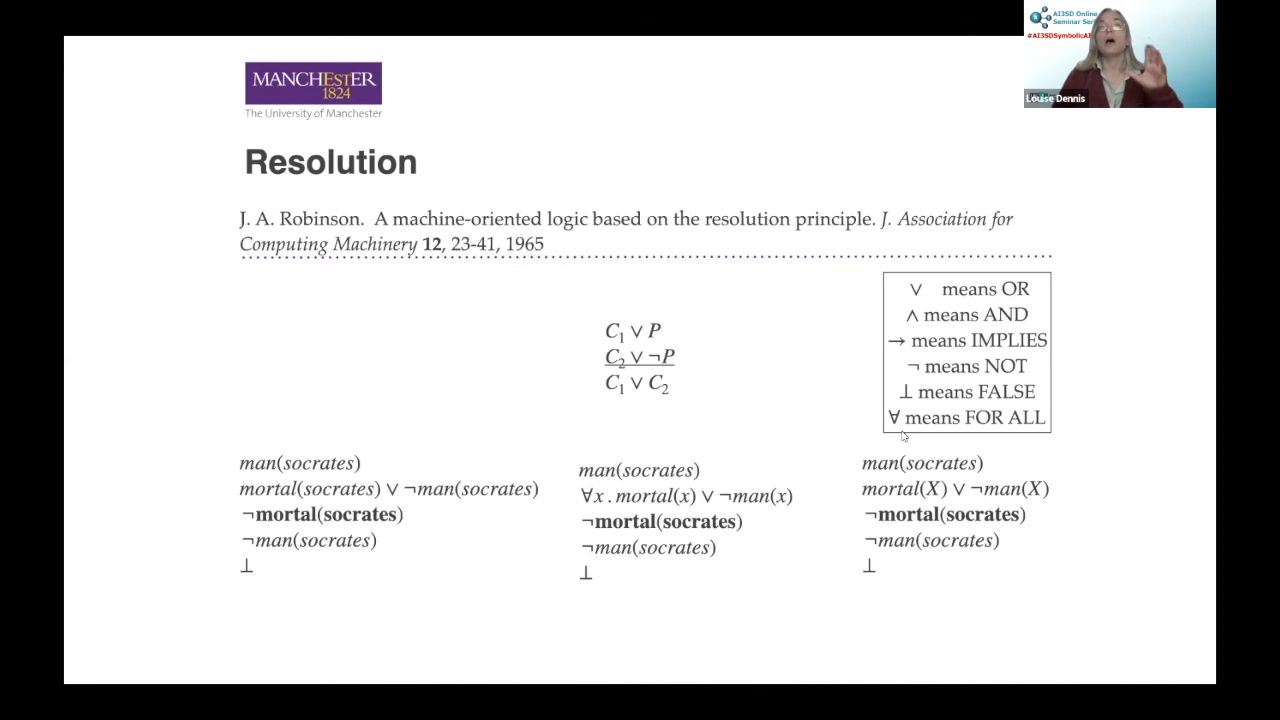 AI3SD Online
Seminar Ser
#AI3SDSymbolicAI
Louise Dennis
MANCHESTER
1824
The University of Manchester
Resolution
J. A. Robinson. A machine-oriented logic based on the resolution principle. J. Association for
Computing Machinery 12, 23-41, 1965
∨ means OR
∧ means AND
→ means IMPLIES
¬ means NOT
⊥ means FALSE
∀ means FOR ALL
C₁ ∨ P
C₂ ∨ ¬P
C₁ ∨ C₂
man(socrates)
mortal(socrates) ∨ ¬man(socrates)
¬mortal(socrates)
¬man(socrates)
⊥
man(socrates)
∀x . mortal(x) ∨ ¬man(x)
¬mortal(socrates)
¬man(socrates)
⊥
man(socrates)
mortal(X) ∨ ¬man(X)
¬mortal(socrates)
¬man(socrates)
⊥